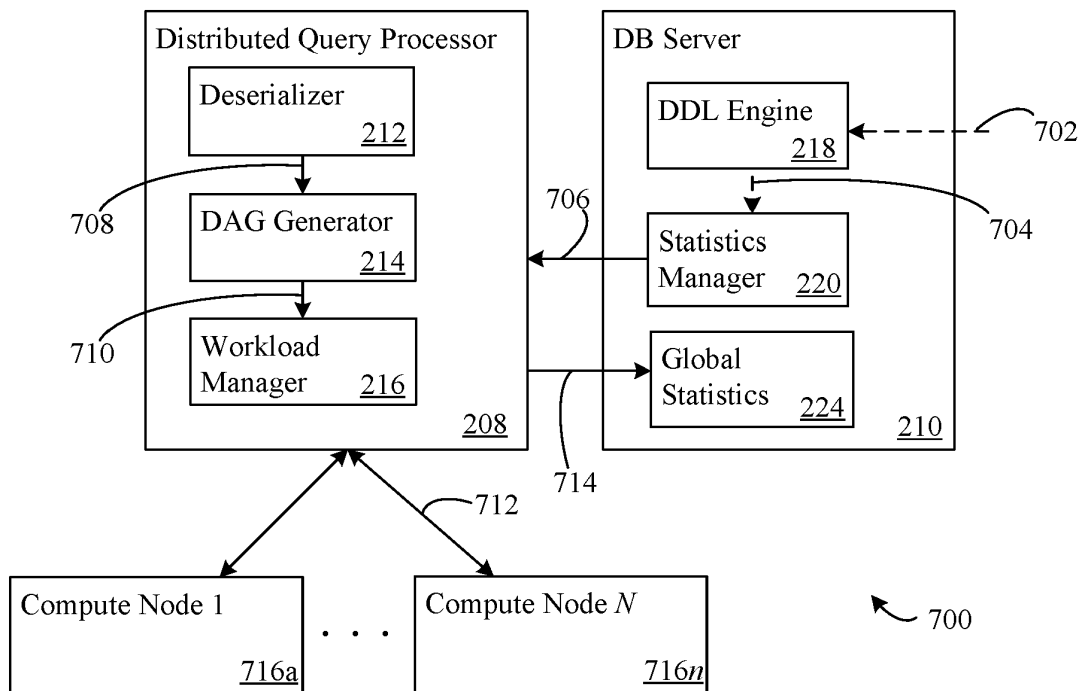 Distributed Query Processor
Deserializer
212
708
DAG Generator
214
710
Workload
Manager
216
208
DB Server
DDL Engine
218
702
704
706
Statistics
Manager
220
Global
Statistics
224
210
714
712
Compute Node 1
716a
. . .
Compute Node N
716n
700